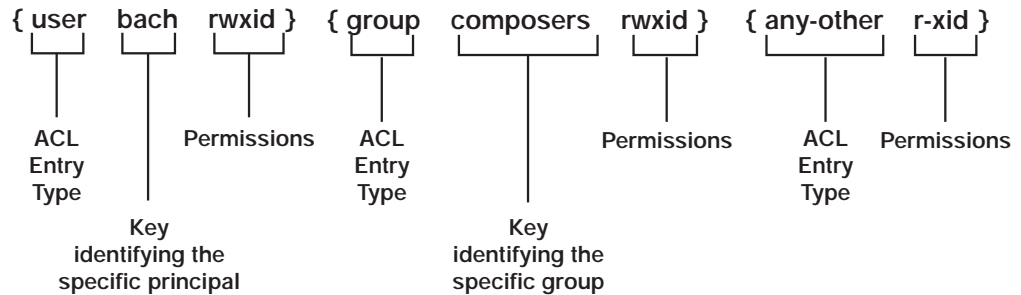 { user bach rwxid } { group composers rwxid } { any-other r-xid }
ACL
Entry
Type
Permissions
ACL
Entry
Type
Permissions
ACL
Entry
Type
Permissions
Key
identifying the
specific principal
Key
identifying the
specific group